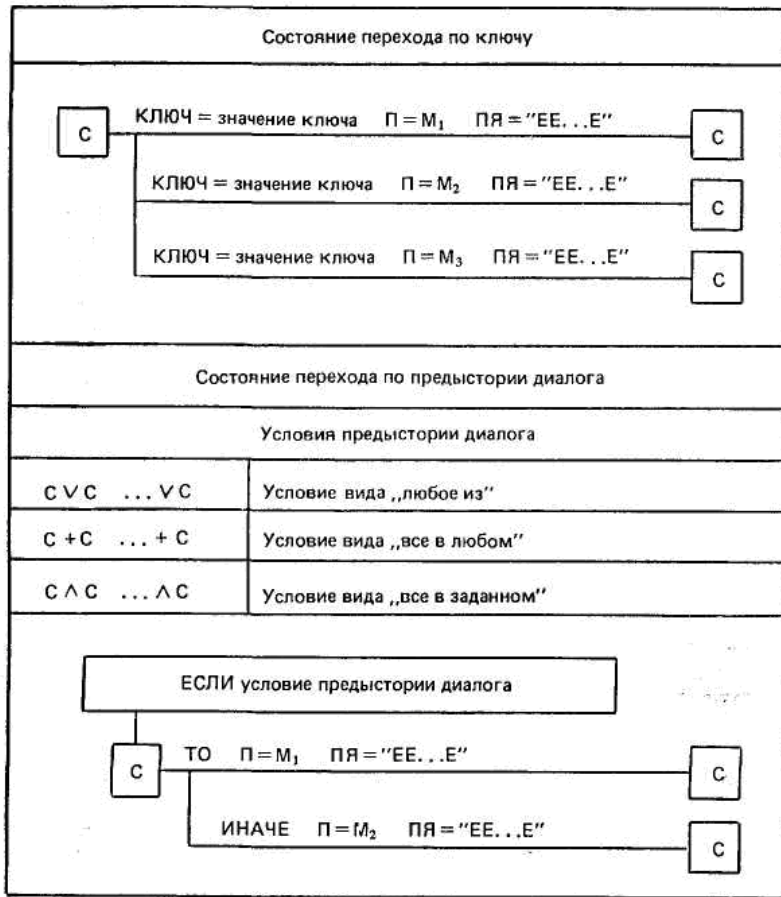 Состояние перехода по ключу
КЛЮЧ = значение ключа П = М₁ ПЯ = "ЕЕ...Е"
С С
КЛЮЧ = значение ключа П = М₂ ПЯ = "ЕЕ...Е"
С
КЛЮЧ = значение ключа П = М₃ ПЯ = "ЕЕ...Е"
С
Состояние перехода по предыстории диалога
Условия предыстории диалога
С ∨ С ... ∨ С Условие вида „любое из"
С + С ... + С Условие вида „все в любом"
С ∧ С ... ∧ С Условие вида „все в заданном"
ЕСЛИ условие предыстории диалога
С ТО П = М₁ ПЯ = "ЕЕ...Е" С
ИНАЧЕ П = М₂ ПЯ = "ЕЕ...Е" С